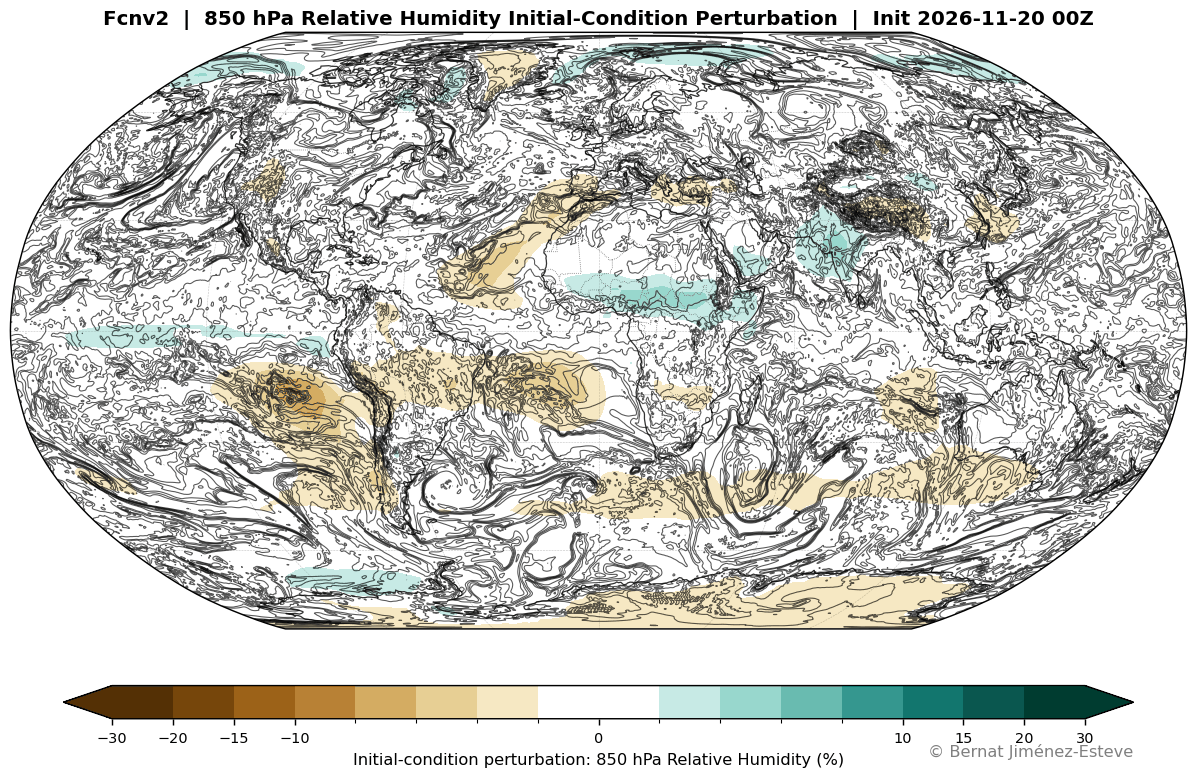 Fcnv2  |  850 hPa Relative Humidity Initial-Condition Perturbation  |  Init 2026-11-20 00Z
−30 −20 −15 −10 0 10 15 20 30
Initial-condition perturbation: 850 hPa Relative Humidity (%)
© Bernat Jiménez-Esteve